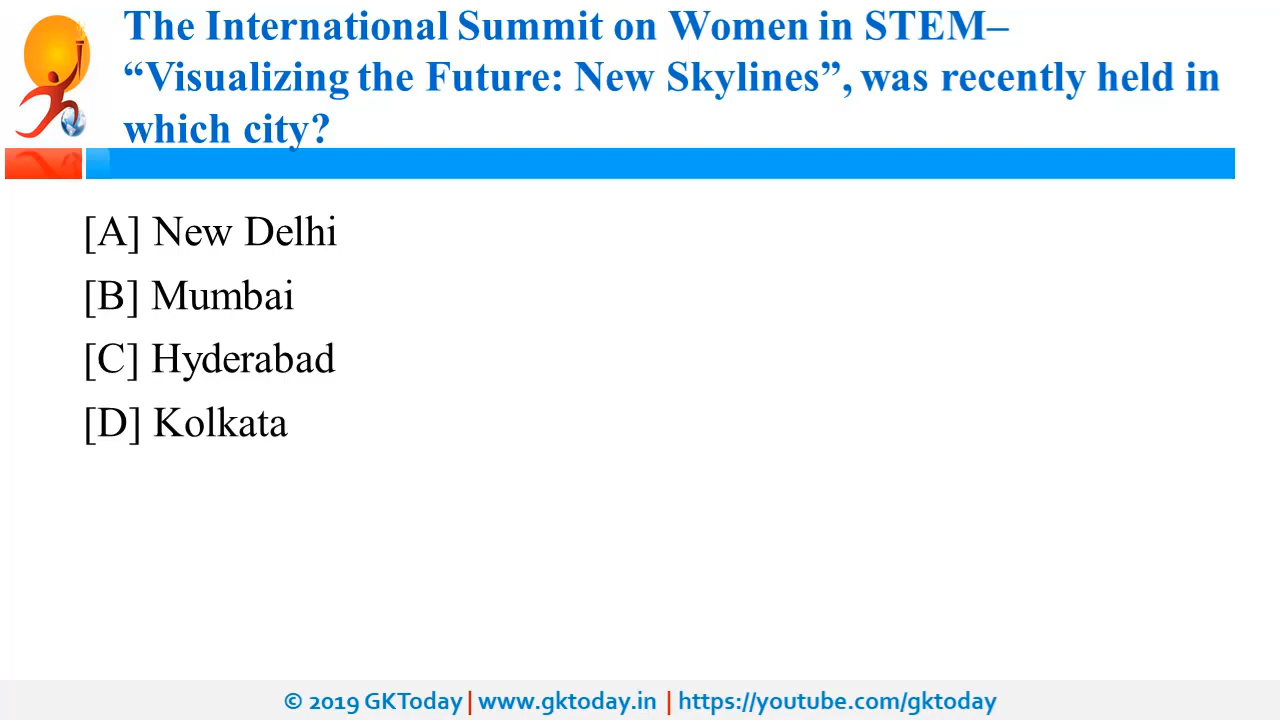 The International Summit on Women in STEM–
“Visualizing the Future: New Skylines”, was recently held in
which city?
[A] New Delhi
[B] Mumbai
[C] Hyderabad
[D] Kolkata
© 2019 GKToday | www.gktoday.in | https://youtube.com/gktoday